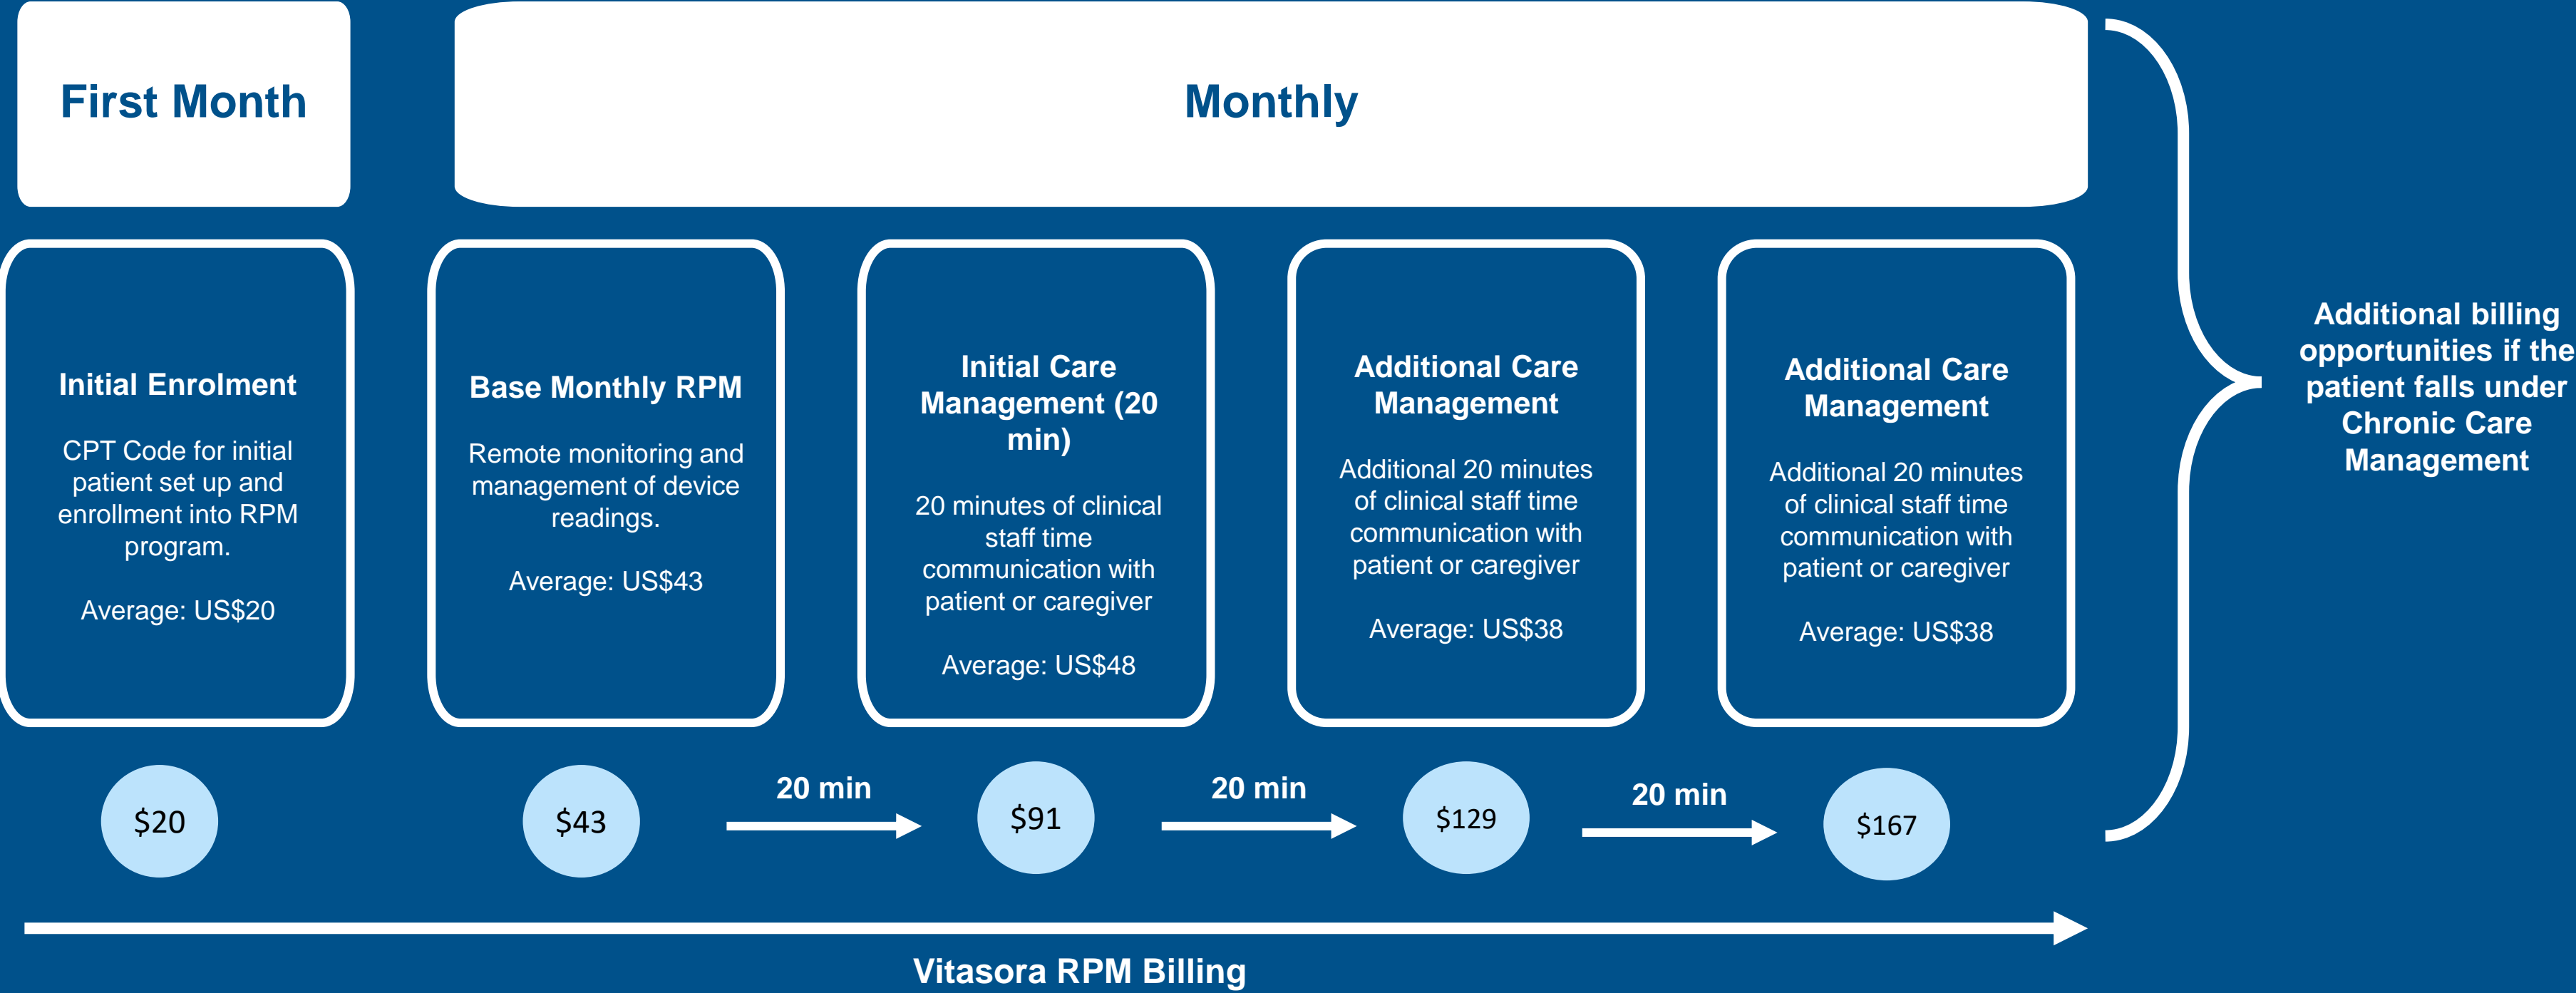 First Month
Monthly
Initial Enrolment
CPT Code for initial
patient set up and
enrollment into RPM
program.
Average: US$20
Base Monthly RPM
Remote monitoring and
management of device
readings.
Average: US$43
Initial Care
Management (20
min)
20 minutes of clinical
staff time
communication with
patient or caregiver
Average: US$48
Additional Care
Management
Additional 20 minutes
of clinical staff time
communication with
patient or caregiver
Average: US$38
Additional Care
Management
Additional 20 minutes
of clinical staff time
communication with
patient or caregiver
Average: US$38
Additional billing
opportunities if the
patient falls under
Chronic Care
Management
$20
$43
20 min
$91
20 min
$129
20 min
$167
Vitasora RPM Billing